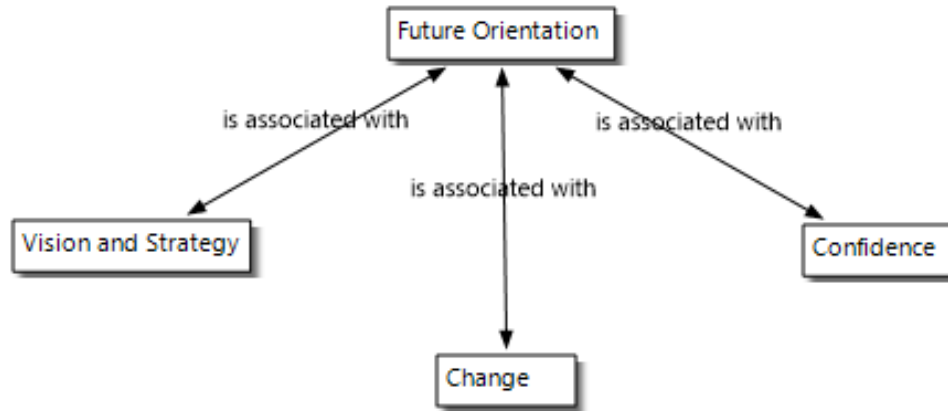 Future Orientation
is associated with
is associated with
is associated with
Vision and Strategy
Confidence
Change